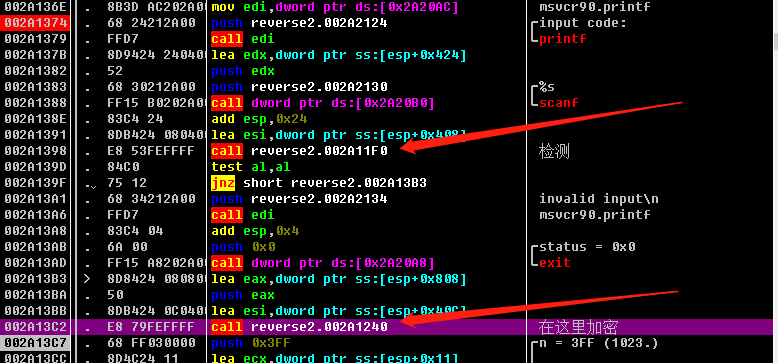 002A136E . 8B3D AC202A00 mov edi,dword ptr ds:[0x2A20AC] msvcr90.printf
002A1374 . 68 24212A00 push reverse2.002A2124 input code:
002A1379 . FFD7 call edi printf
002A137B . 8D9424 240400 lea edx,dword ptr ss:[esp+0x424]
002A1382 . 52 push edx
002A1383 . 68 30212A00 push reverse2.002A2130 %s
002A1388 . FF15 B0202A00 call dword ptr ds:[0x2A20B0] scanf
002A138E . 83C4 24 add esp,0x24
002A1391 . 8DB424 080400 lea esi,dword ptr ss:[esp+0x408]
002A1398 . E8 53FEFFFF call reverse2.002A11F0 检测
002A139D . 84C0 test al,al
002A139F .﹀ 75 12 jnz short reverse2.002A13B3
002A13A1 . 68 34212A00 push reverse2.002A2134 invalid input\n
002A13A6 . FFD7 call edi msvcr90.printf
002A13A8 . 83C4 04 add esp,0x4
002A13AB . 6A 00 push 0x0 status = 0x0
002A13AD . FF15 A8202A00 call dword ptr ds:[0x2A20A8] exit
002A13B3 > 8D8424 080800 lea eax,dword ptr ss:[esp+0x808]
002A13BA . 50 push eax
002A13BB . 8DB424 0C0400 lea esi,dword ptr ss:[esp+0x40C]
002A13C2 . E8 79FEFFFF call reverse2.002A1240 在这里加密
002A13C7 . 68 FF030000 push 0x3FF n = 3FF (1023.)
002A13CC . 8D4C24 11 lea ecx,dword ptr ss:[esp+0x11]